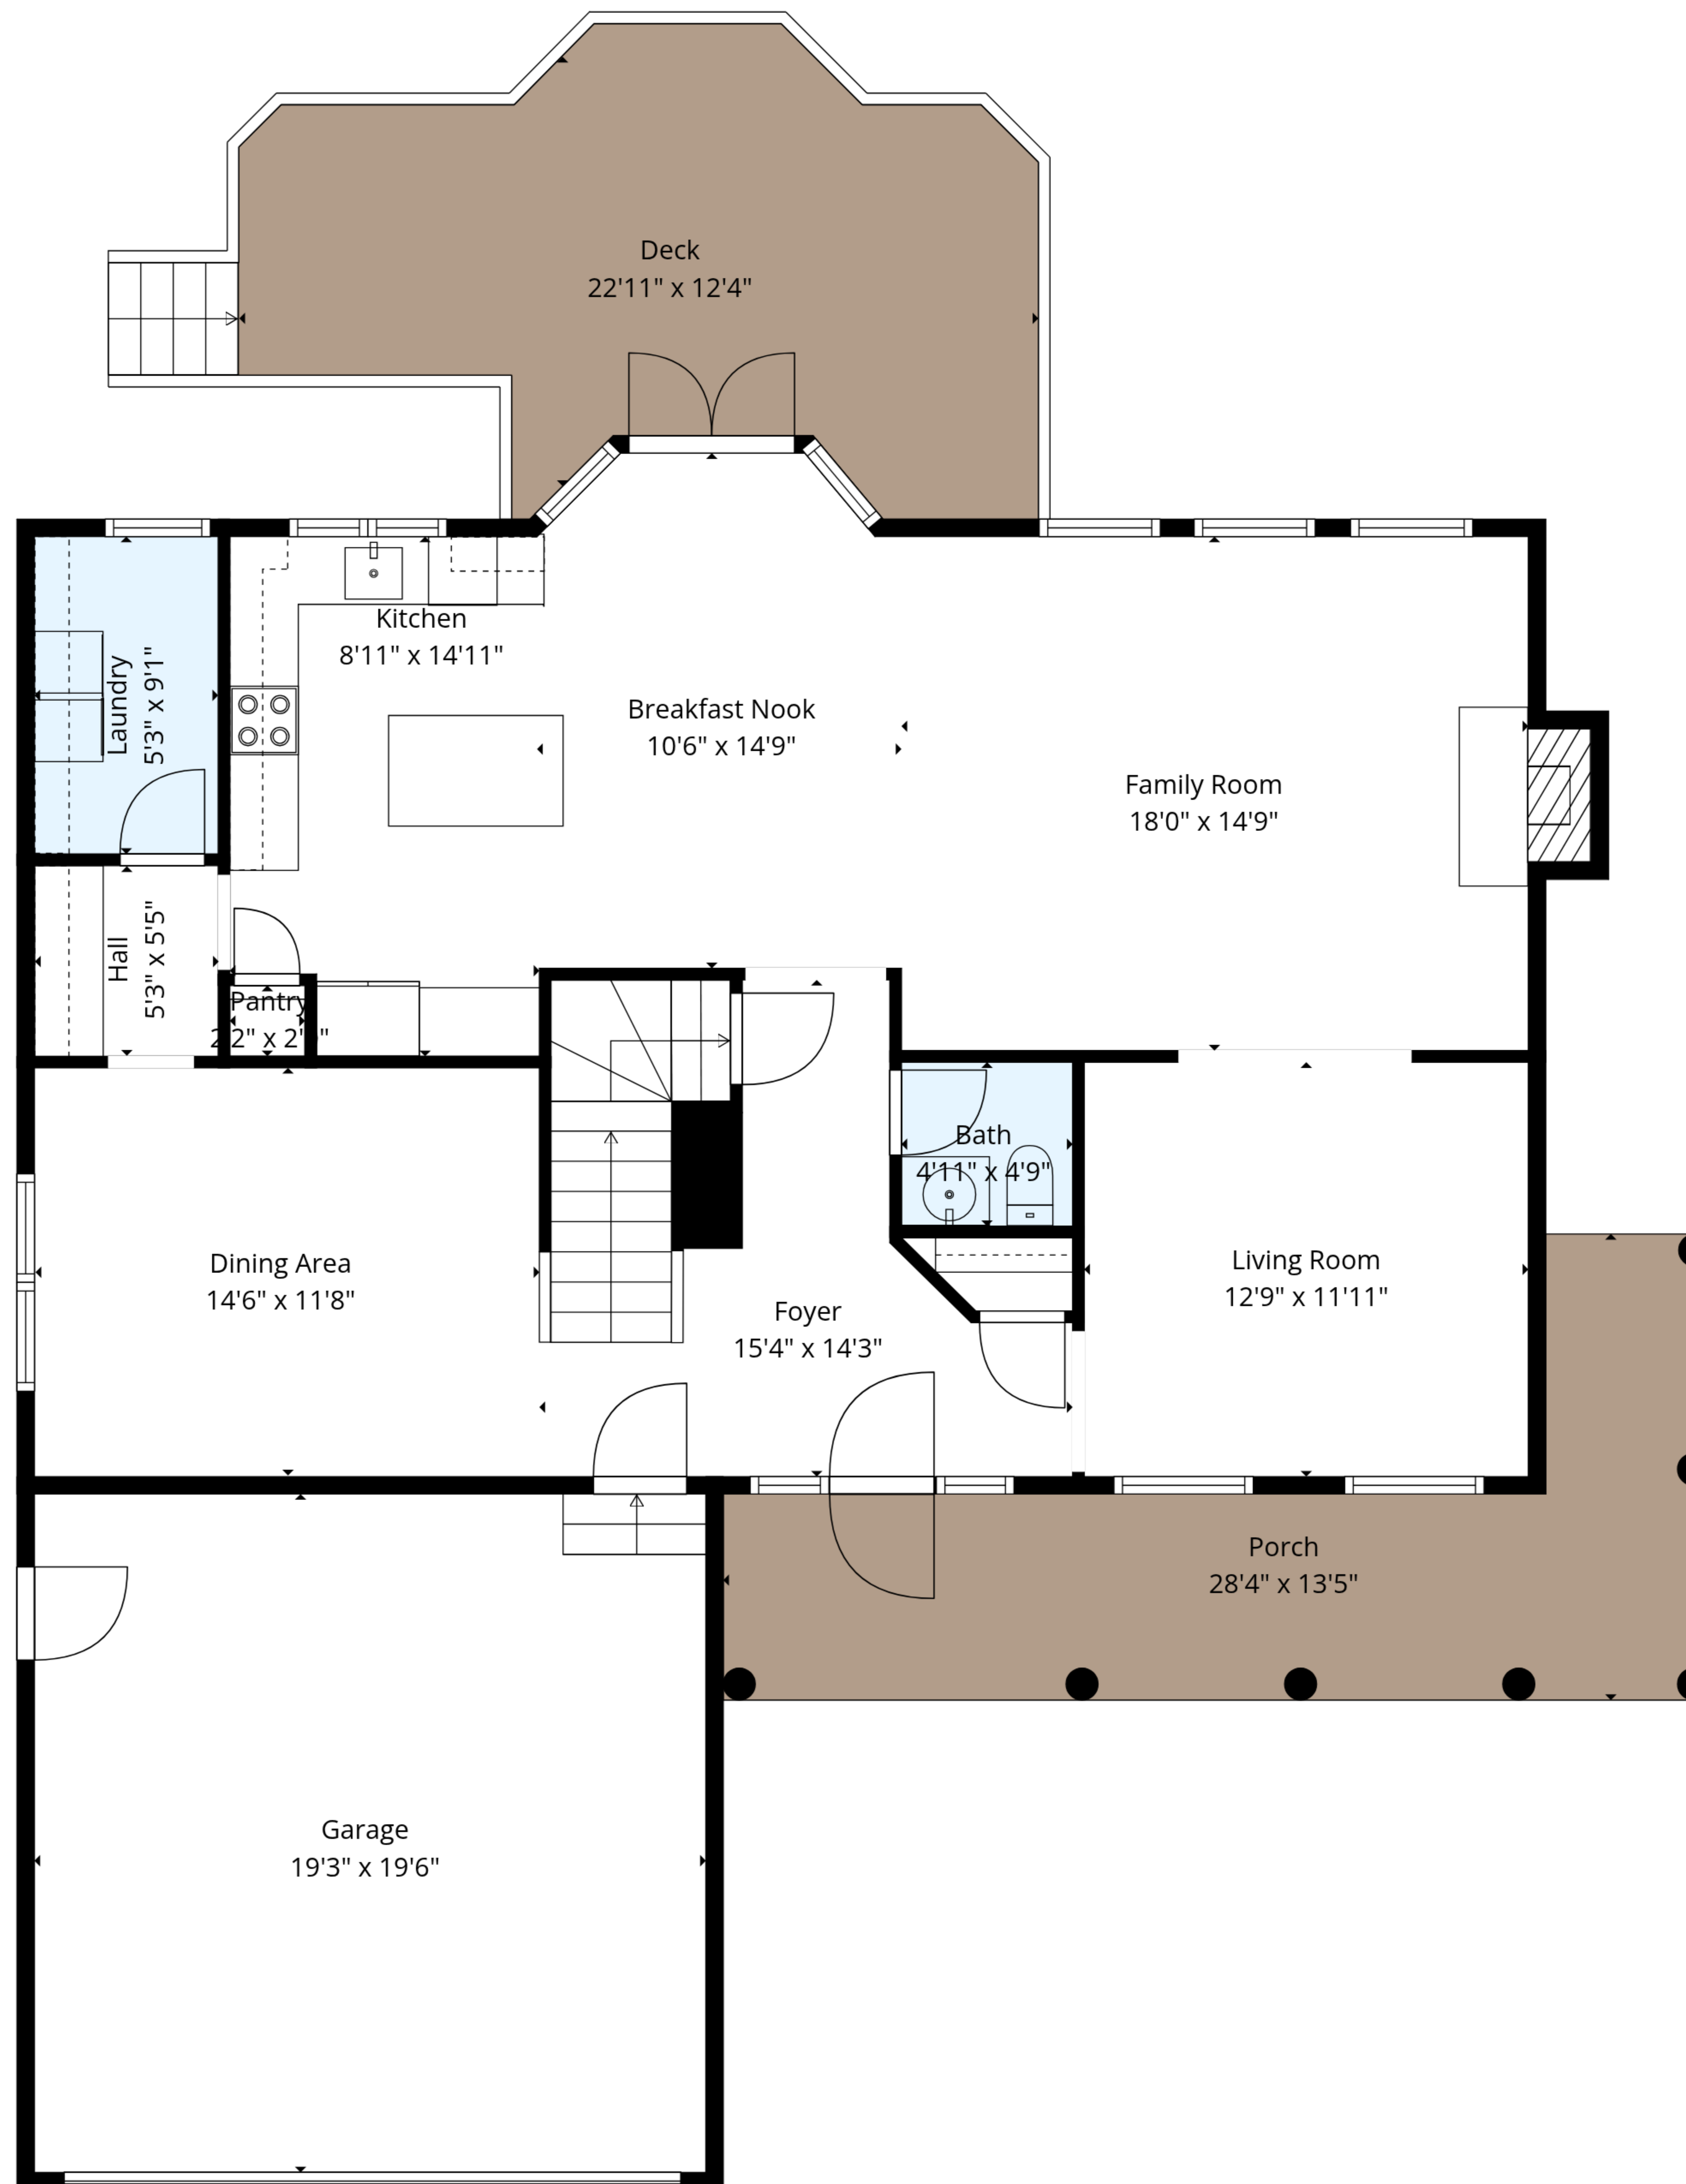 Deck
22'11" x 12'4"
Kitchen
8'11" x 14'11"
Laundry
5'3" x 9'1"
Breakfast Nook
10'6" x 14'9"
Family Room
18'0" x 14'9"
Hall
5'3" x 5'5"
Pantry
Bath
4'11" x 4'9"
Dining Area
14'6" x 11'8"
Living Room
12'9" x 11'11"
Foyer
15'4" x 14'3"
Porch
28'4" x 13'5"
Garage
19'3" x 19'6"